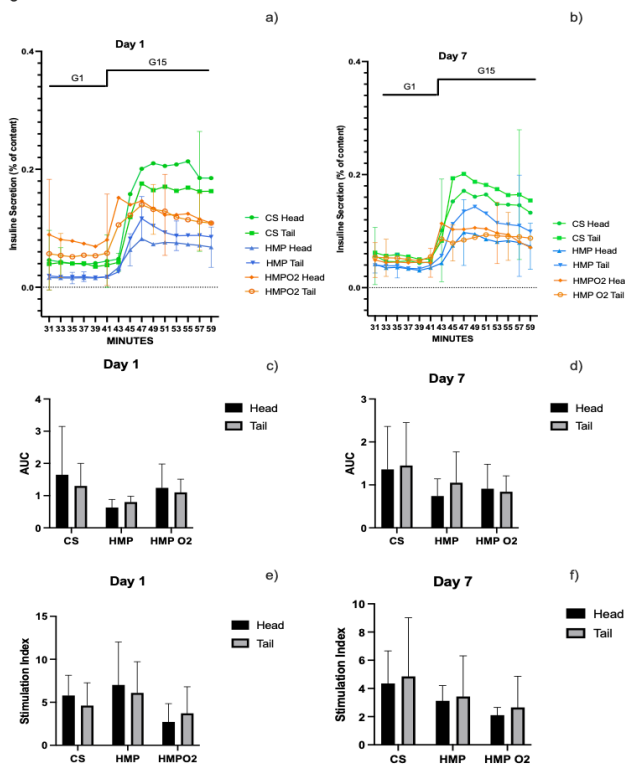 a)
Day 1
G1
G15
Insuline Secretion (% of content)
0.4
0.2
0.0
31 33 35 37 39 41 43 45 47 49 51 53 55 57 59
MINUTES
CS Head
CS Tail
HMP Head
HMP Tail
HMPO2 Head
HMPO2 Tail
b)
Day 7
G1
G15
Insuline Secretion (% of content)
0.4
0.2
0.0
31 33 35 37 39 41 43 45 47 49 51 53 55 57 59
MINUTES
CS Head
CS Tail
HMP Head
HMP Tail
HMPO2 Hea
HMP O2 Tail
c)
Day 1
AUC
4
3
2
1
0
CS HMP HMP O2
Head
Tail
d)
Day 7
AUC
3
2
1
0
CS HMP HMP O2
Head
Tail
e)
Day 1
Stimulation Index
15
10
5
0
CS HMP HMPO2
Head
Tail
f)
Day 7
Stimulation Index
10
8
6
4
2
0
CS HMP HMP O2
Head
Tail